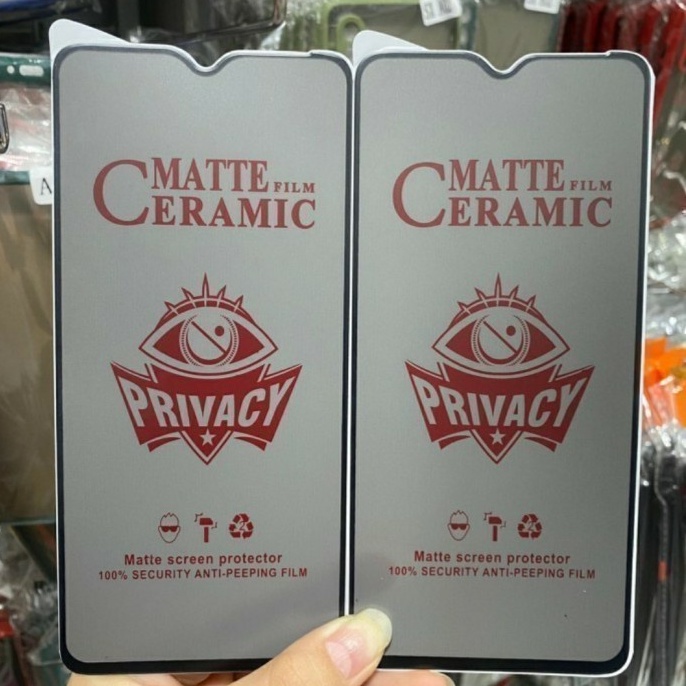 MATTE FILM
CERAMIC
PRIVACY
Matte screen protector
100% SECURITY ANTI-PEEPING FILM
MATTE FILM
CERAMIC
PRIVACY
Matte screen protector
100% SECURITY ANTI-PEEPING FILM